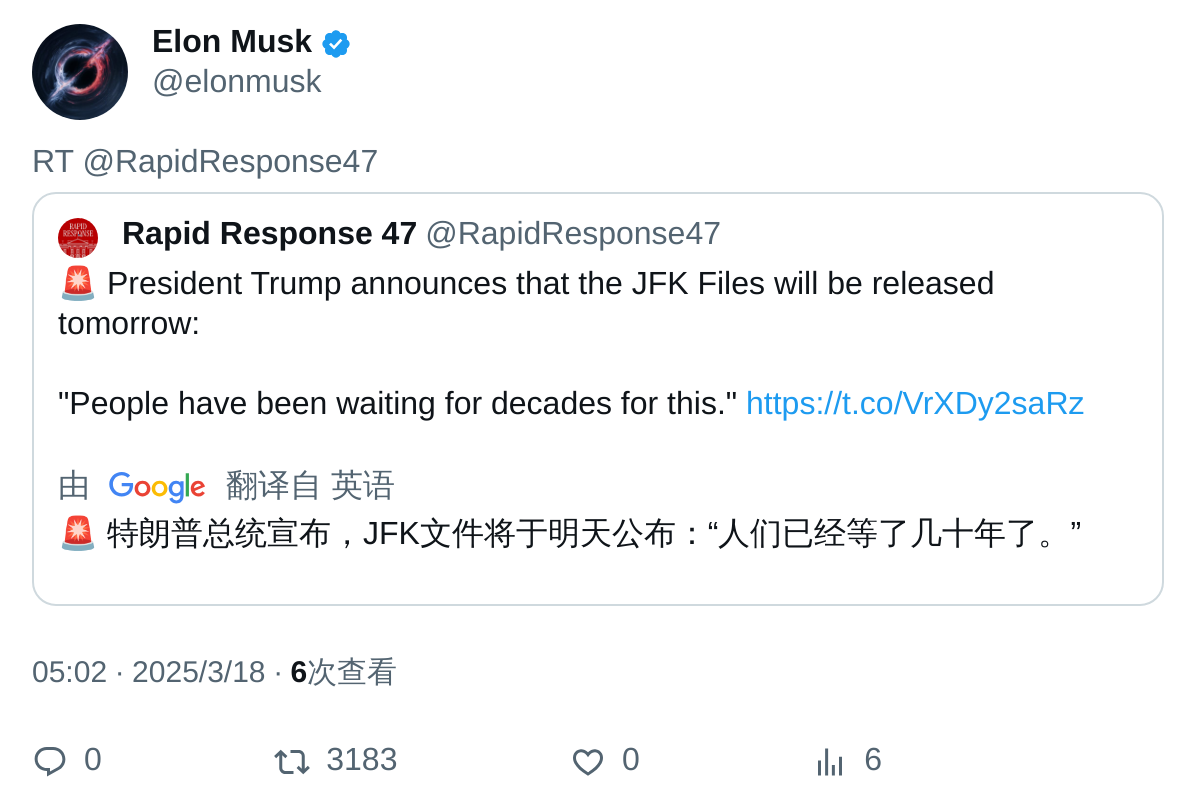 Elon Musk
@elonmusk
RT @RapidResponse47
RAPID
RESPONSE
Rapid Response 47 @RapidResponse47
🚨 President Trump announces that the JFK Files will be released
tomorrow:
"People have been waiting for decades for this." https://t.co/VrXDy2saRz
由 Google 翻译自 英语
🚨 特朗普总统宣布，JFK文件将于明天公布：“人们已经等了几十年了。”
05:02 · 2025/3/18 · 6次查看
0 3183 0 6